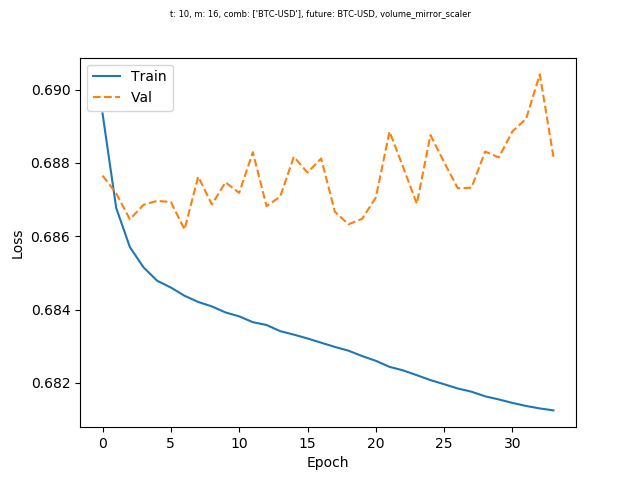 t: 10, m: 16, comb: ['BTC-USD'], future: BTC-USD, volume_mirror_scaler
Train
Val
0.690
0.688
0.686
0.684
0.682
Loss
0
5
10
15
20
25
30
Epoch